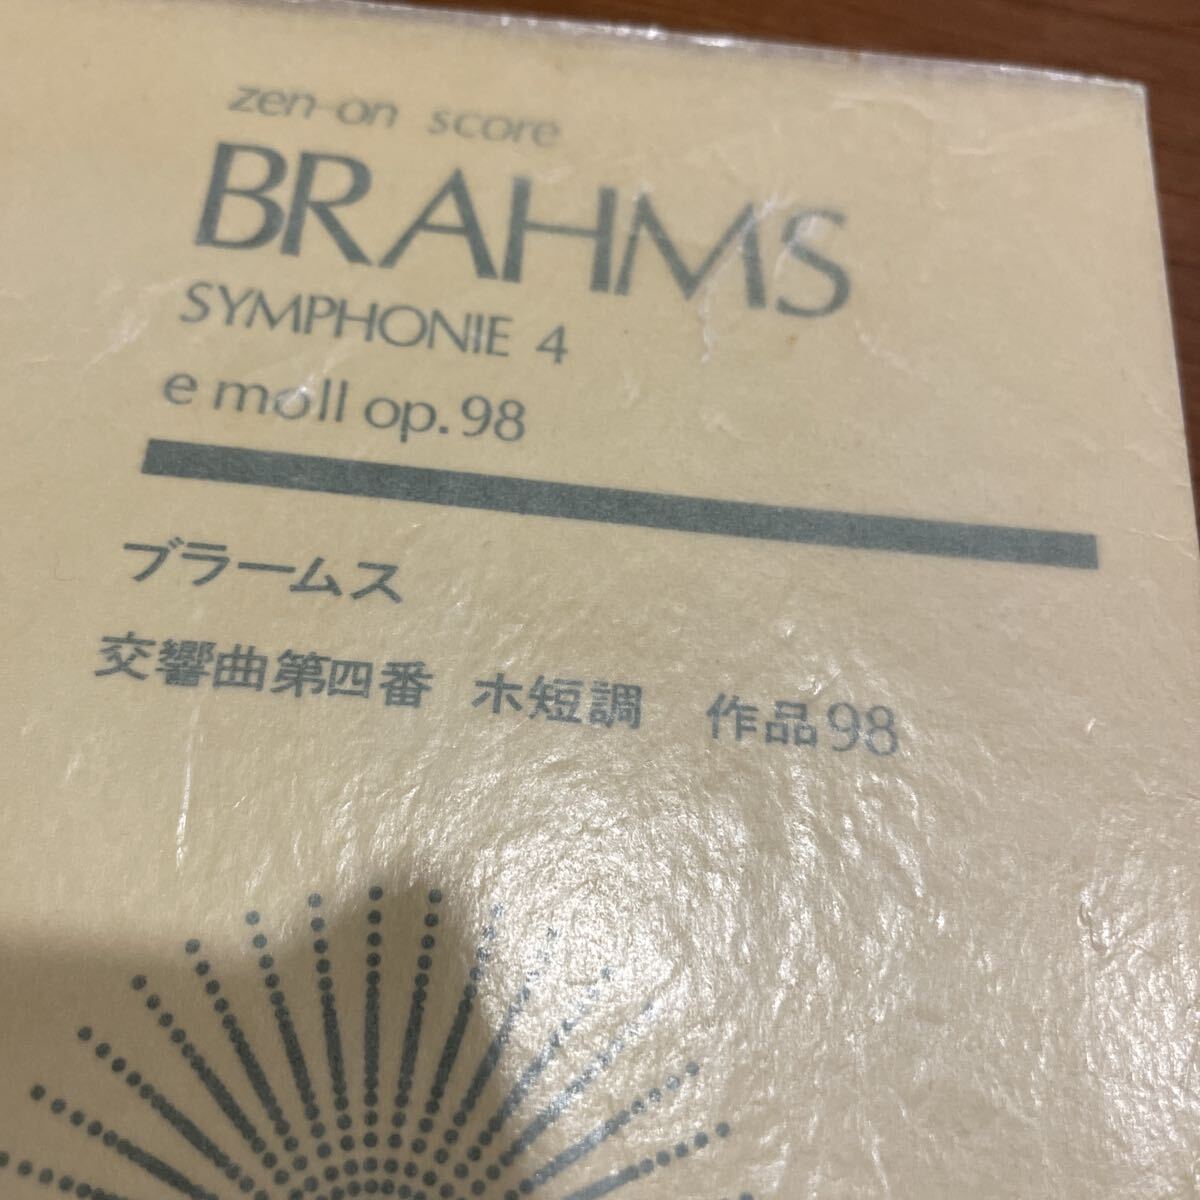 zen-on score
BRAHMS
SYMPHONIE 4
e moll op.98
ブラームス
交響曲第四番 ホ短調 作品98